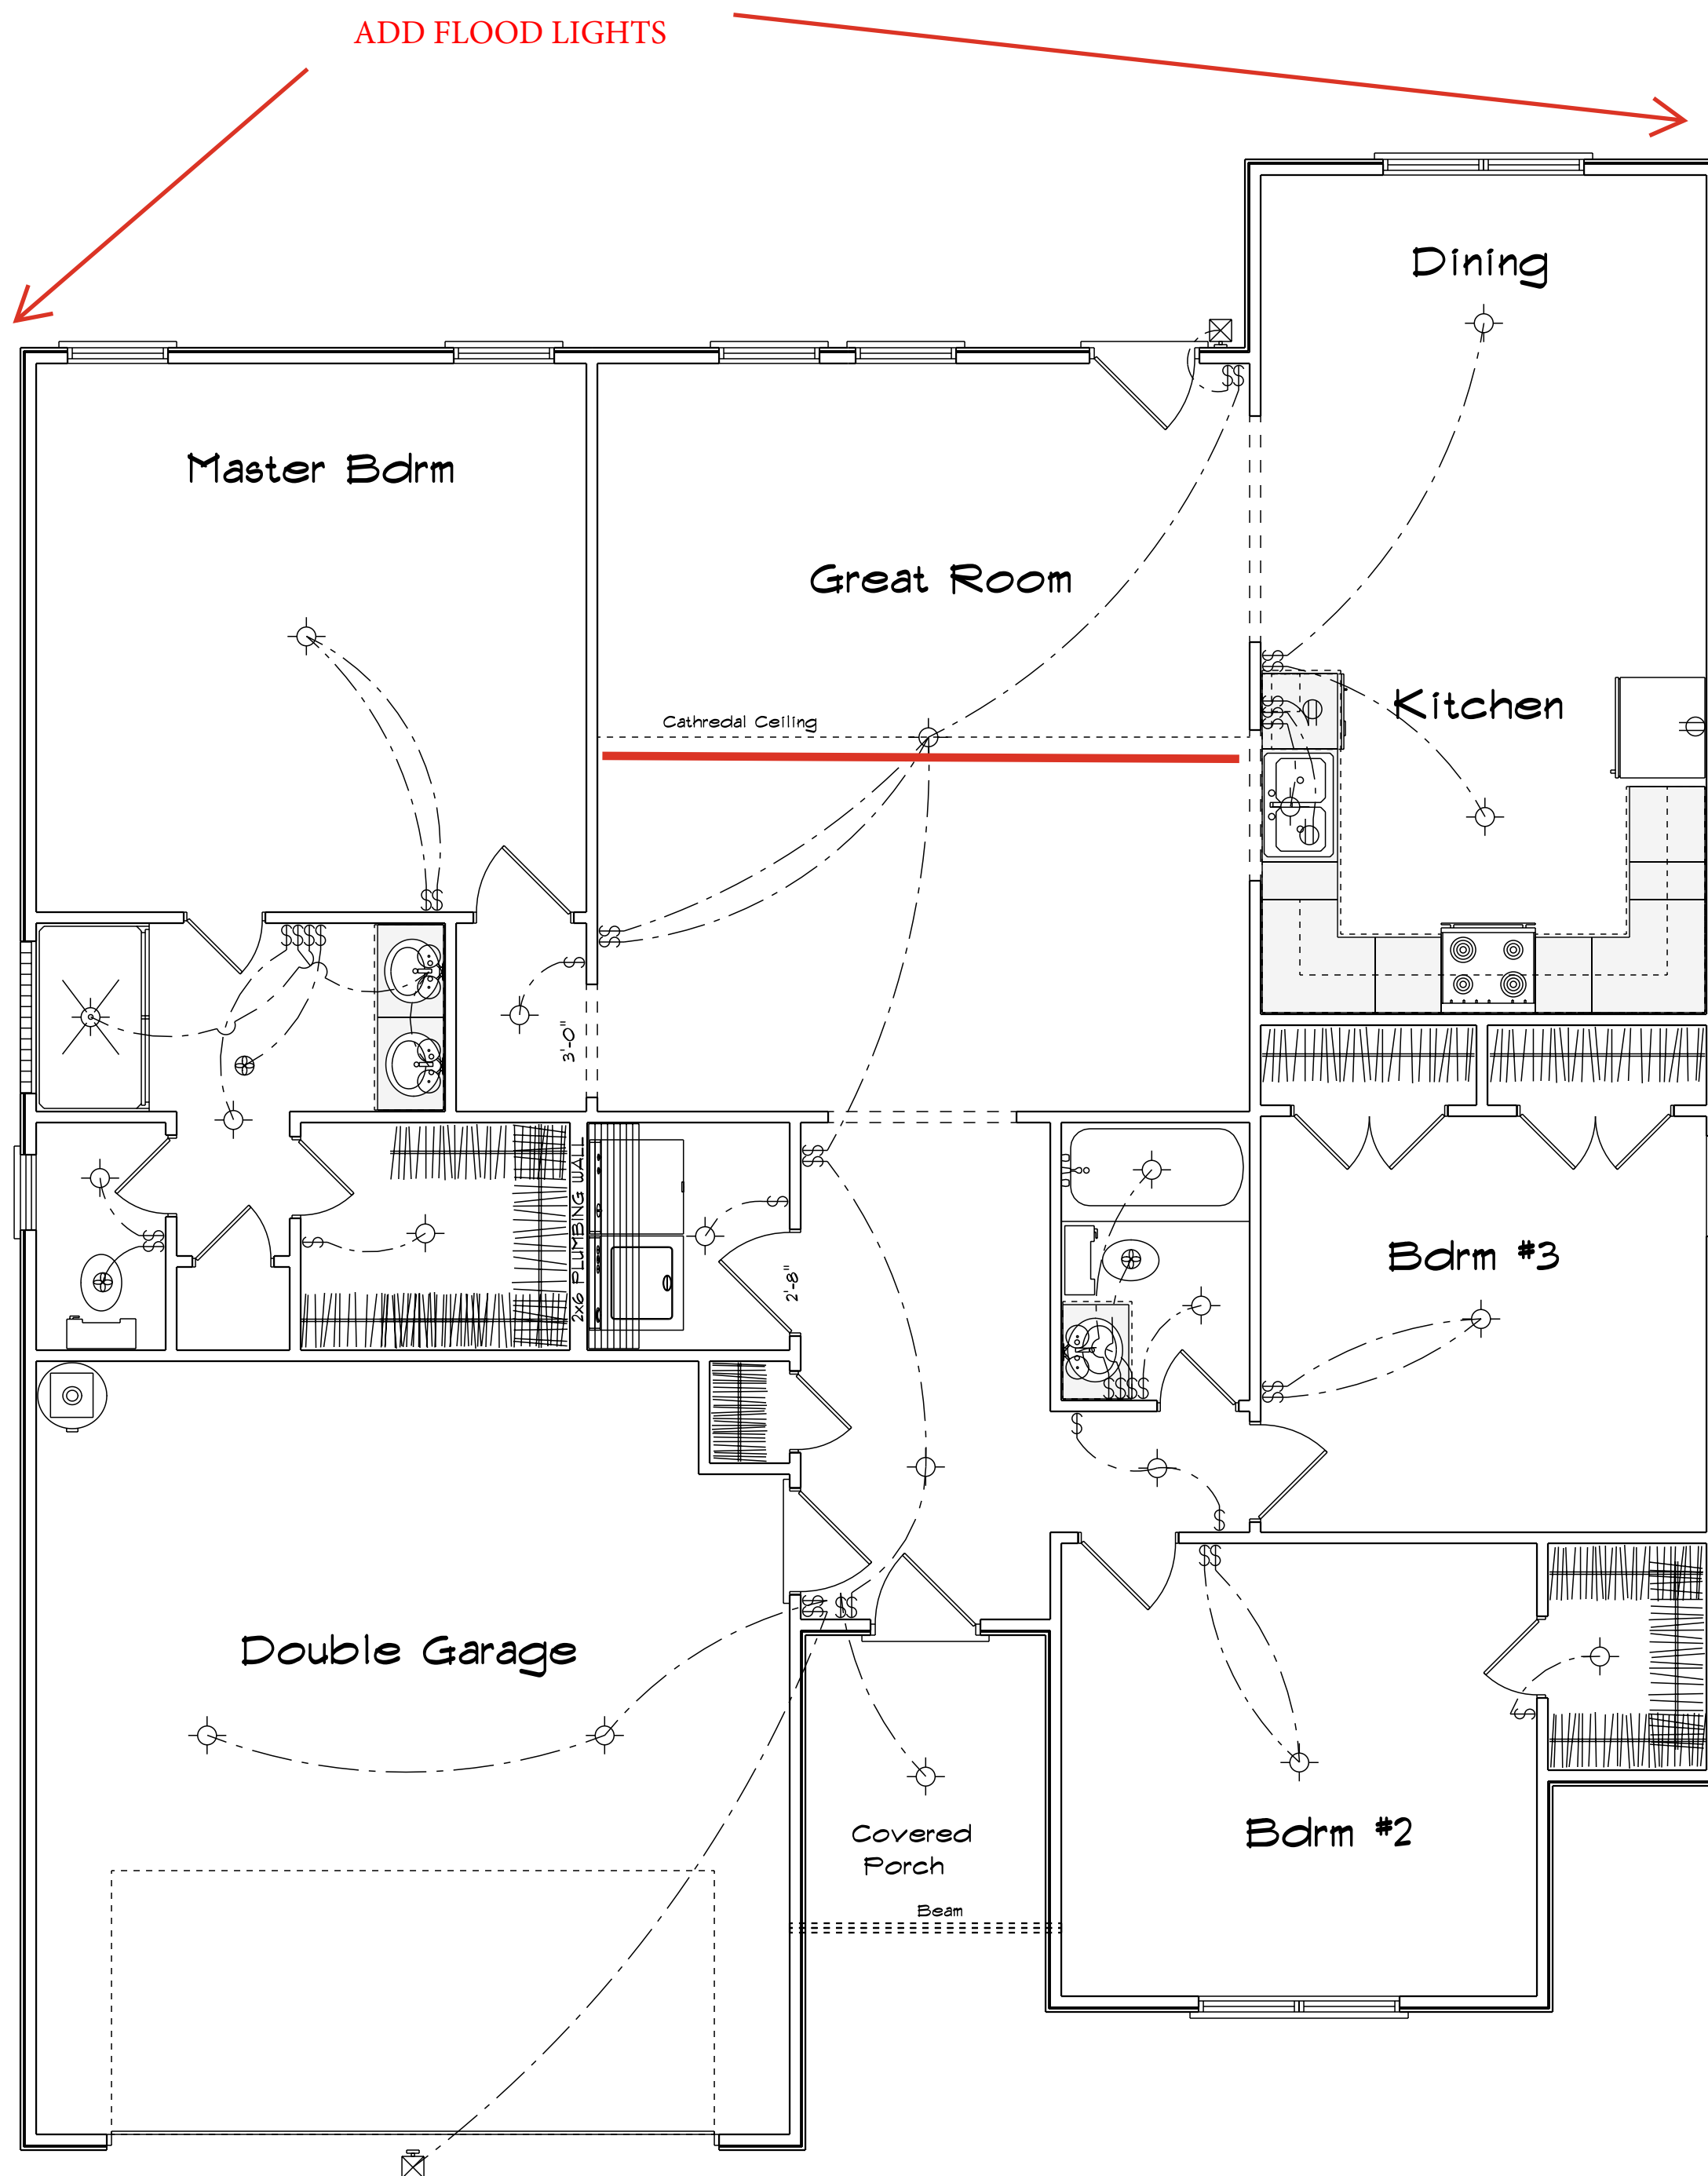 ADD FLOOD LIGHTS
Dining
Master Bdrm
Great Room
Cathredal Ceiling
Kitchen
3'-0"
2x6 PLUMBING WALL
2'-8"
Bdrm #3
Double Garage
Covered
Porch
Bdrm #2
Beam